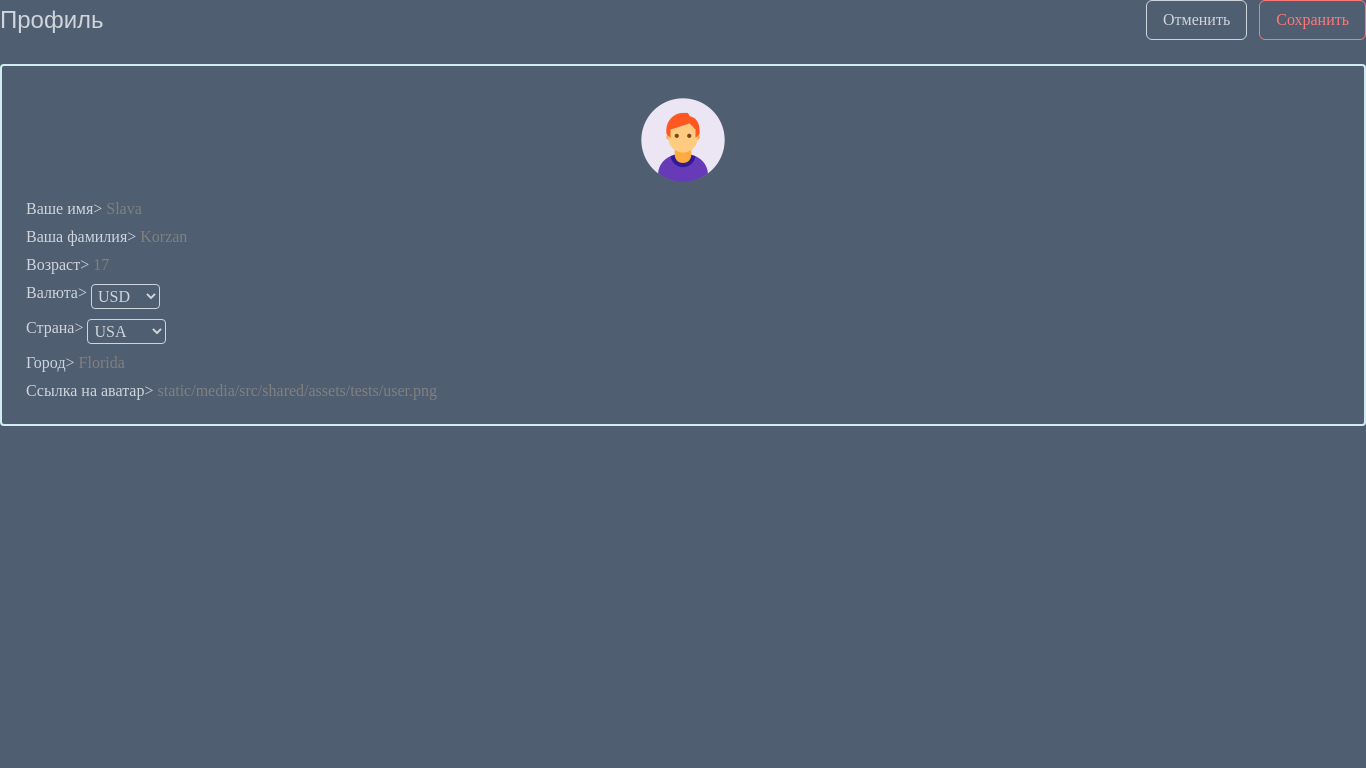 Профиль
Отменить
Сохранить
Ваше имя> Slava
Ваша фамилия> Korzan
Возраст> 17
Валюта> USD
Страна> USA
Город> Florida
Ссылка на аватар> static/media/src/shared/assets/tests/user.png